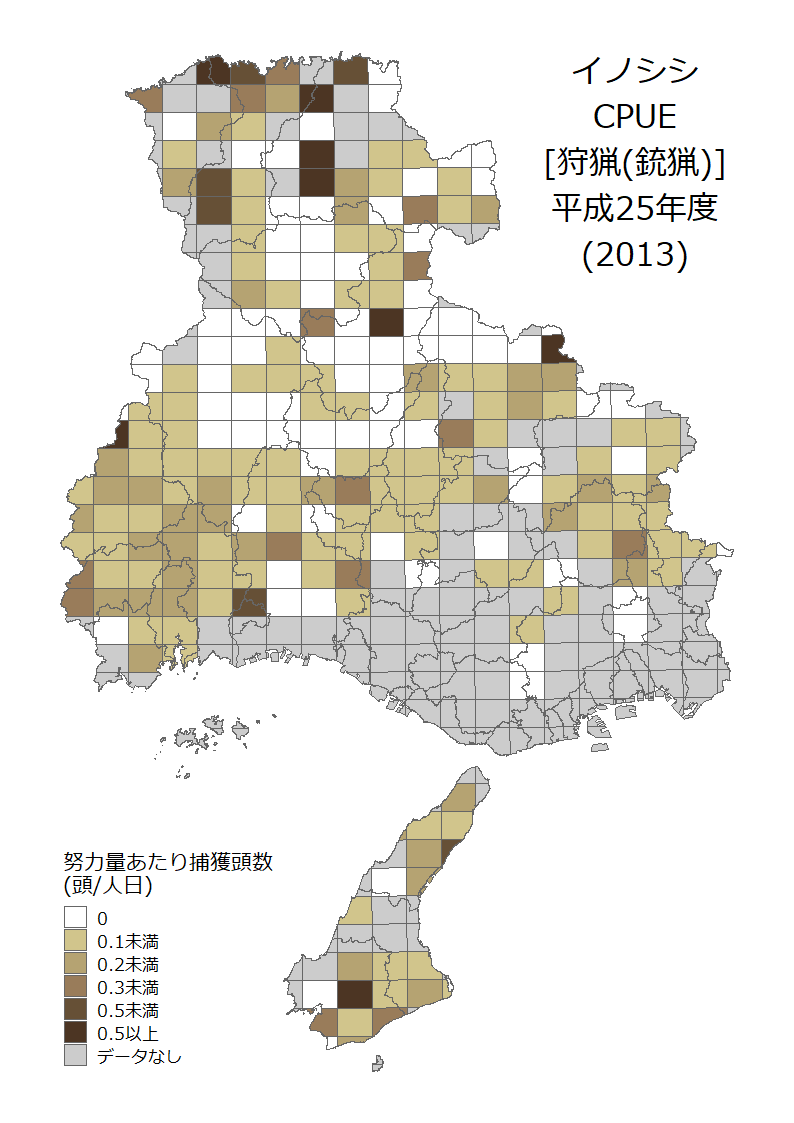 イノシシ
CPUE
[狩猟(銃猟)]
平成25年度
(2013)
努力量あたり捕獲頭数
(頭/人日)
0
0.1未満
0.2未満
0.3未満
0.5未満
0.5以上
データなし